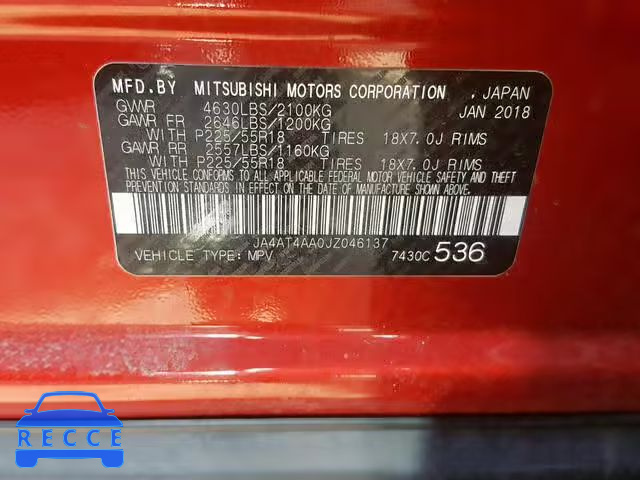 MFD.BY MITSUBISHI MOTORS CORPORATION . JAPAN
GVWR 4630LBS/2100KG JAN 2018
GAWR FR 2646LBS/1200KG
WITH P225/55R18 TIRES 18X7.0J RIMS
GAWR RR 2557LBS/1160KG
WITH P225/55R18 TIRES 18X7.0J RIMS
THIS VEHICLE CONFORMS TO ALL APPLICABLE FEDERAL MOTOR VEHICLE SAFETY AND THEFT
PREVENTION STANDARDS IN EFFECT ON THE DATE OF MANUFACTURE SHOWN ABOVE.
JA4AT4AA0JZ046137
VEHICLE TYPE: MPV 7430C 536
RECCE